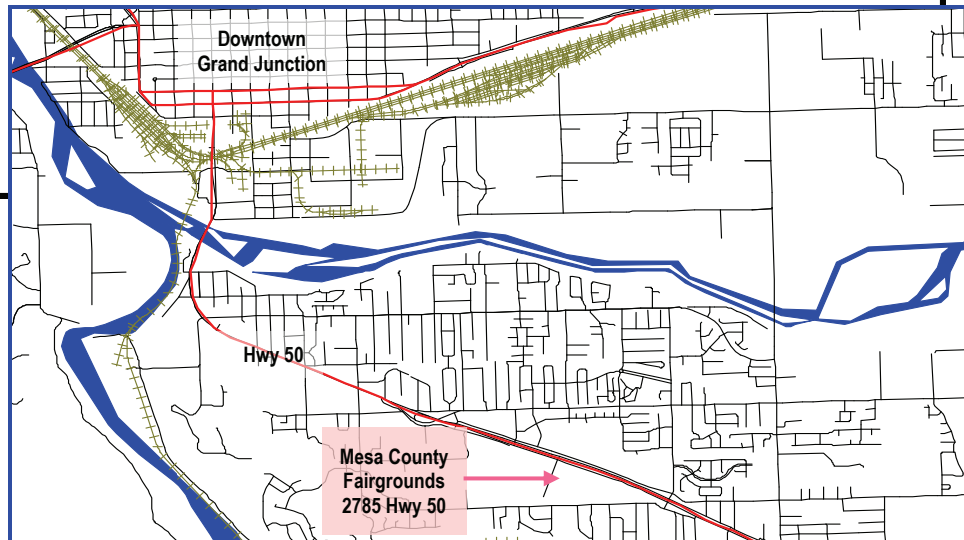 Downtown
Grand Junction
Hwy 50
Mesa County
Fairgrounds
2785 Hwy 50